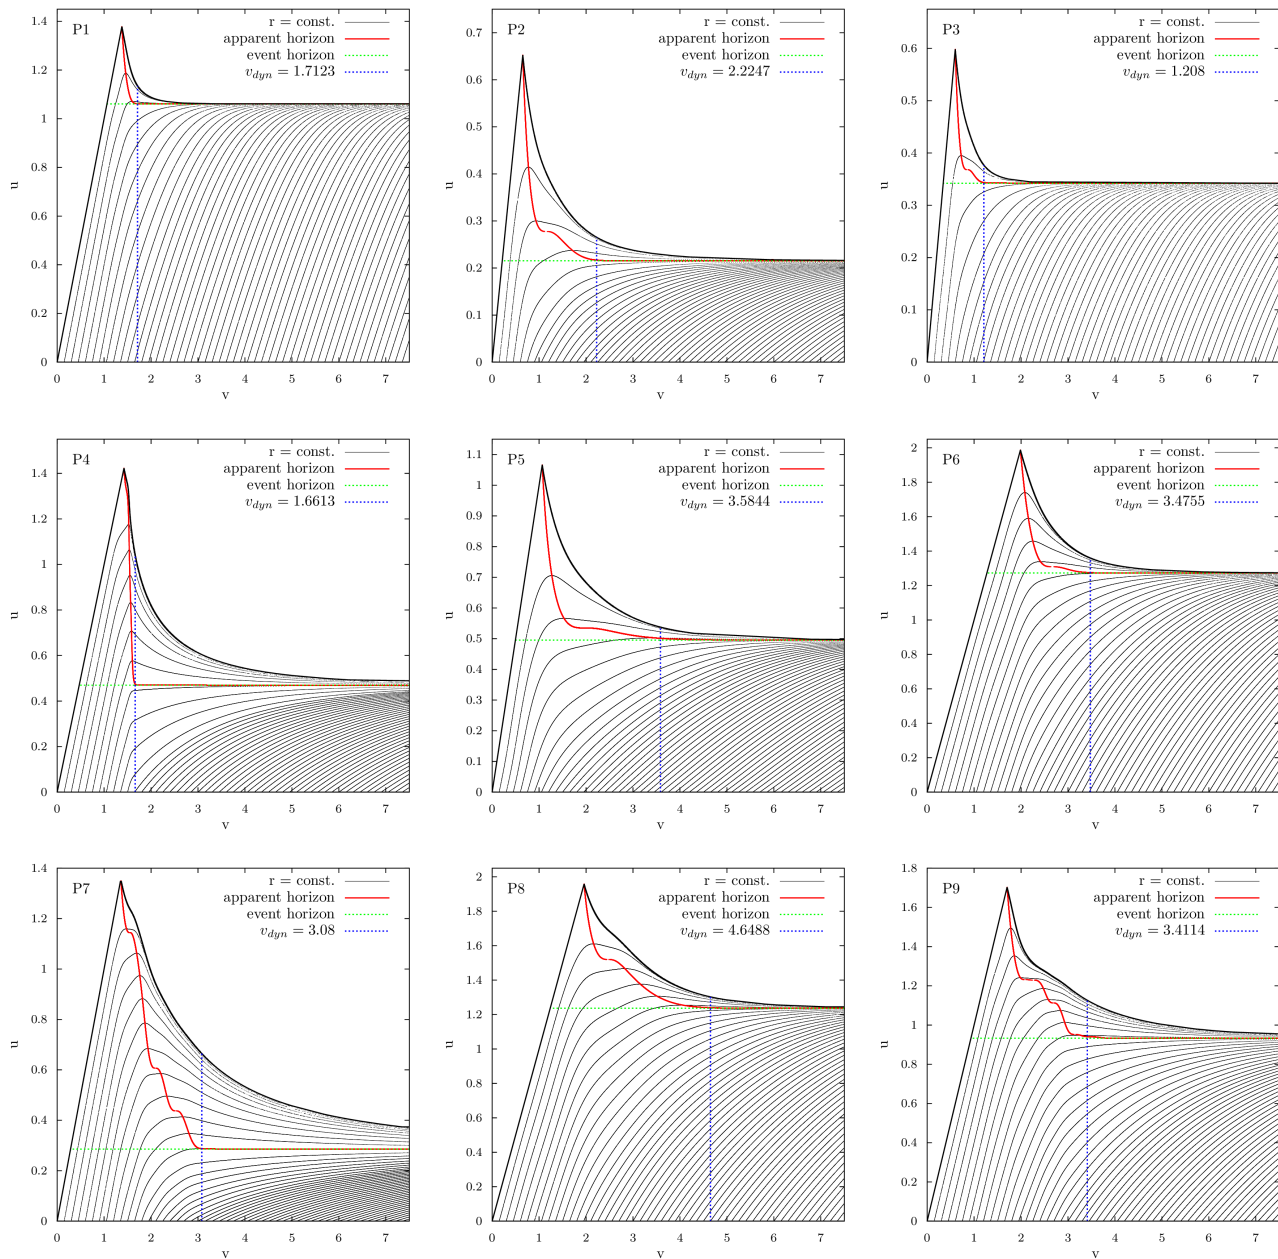 P1
r = const.
apparent horizon
event horizon
v_dyn = 1.7123
1.4
1.2
1
0.8
0.6
0.4
0.2
0
u
0 1 2 3 4 5 6 7
v
P2
r = const.
apparent horizon
event horizon
v_dyn = 2.2247
0.7
0.6
0.5
0.4
0.3
0.2
0.1
0
u
0 1 2 3 4 5 6 7
v
P3
r = const.
apparent horizon
event horizon
v_dyn = 1.208
0.6
0.5
0.4
0.3
0.2
0.1
0
u
0 1 2 3 4 5 6 7
v
P4
r = const.
apparent horizon
event horizon
v_dyn = 1.6613
1.4
1.2
1
0.8
0.6
0.4
0.2
0
u
0 1 2 3 4 5 6 7
v
P5
r = const.
apparent horizon
event horizon
v_dyn = 3.5844
1.1
1
0.9
0.8
0.7
0.6
0.5
0.4
0.3
0.2
0.1
0
u
0 1 2 3 4 5 6 7
v
P6
r = const.
apparent horizon
event horizon
v_dyn = 3.4755
2
1.8
1.6
1.4
1.2
1
0.8
0.6
0.4
0.2
0
u
0 1 2 3 4 5 6 7
v
P7
r = const.
apparent horizon
event horizon
v_dyn = 3.08
1.4
1.2
1
0.8
0.6
0.4
0.2
0
u
0 1 2 3 4 5 6 7
v
P8
r = const.
apparent horizon
event horizon
v_dyn = 4.6488
2
1.8
1.6
1.4
1.2
1
0.8
0.6
0.4
0.2
0
u
0 1 2 3 4 5 6 7
v
P9
r = const.
apparent horizon
event horizon
v_dyn = 3.4114
1.8
1.6
1.4
1.2
1
0.8
0.6
0.4
0.2
0
u
0 1 2 3 4 5 6 7
v